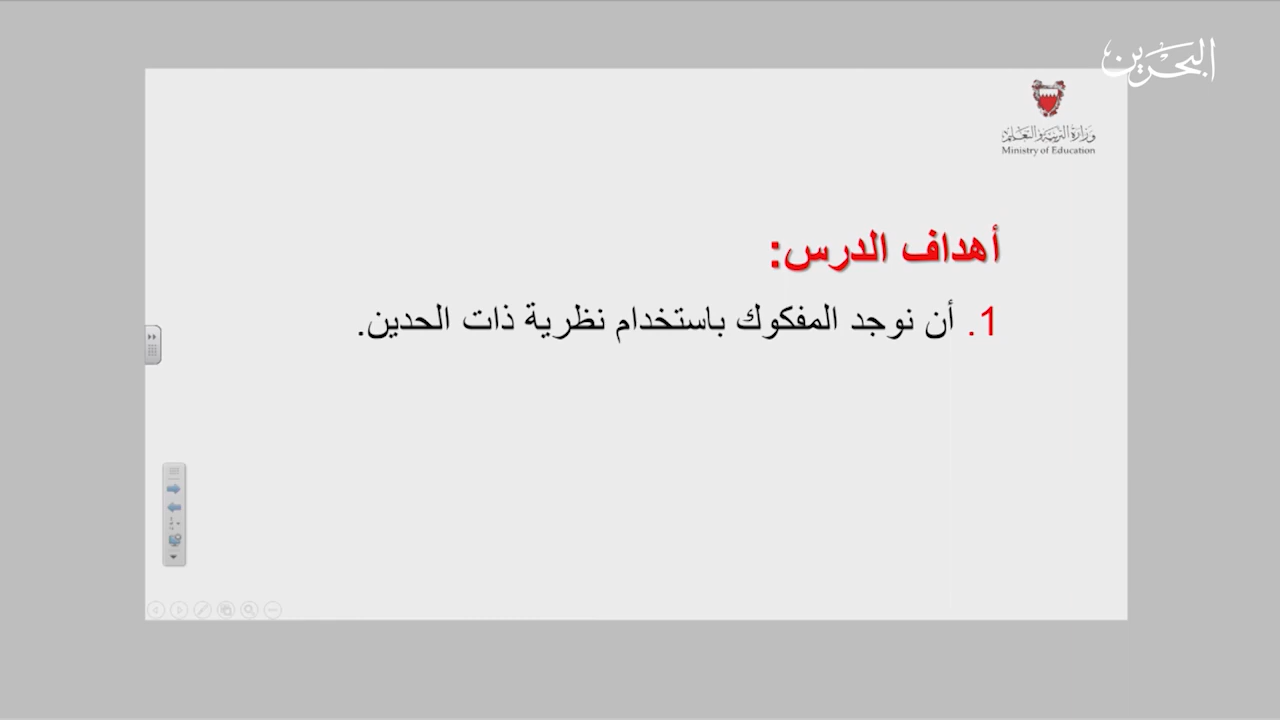 البحرين
وزارة التربية والتعليم
Ministry of Education
أهداف الدرس:
1. أن نوجد المفكوك باستخدام نظرية ذات الحدين.